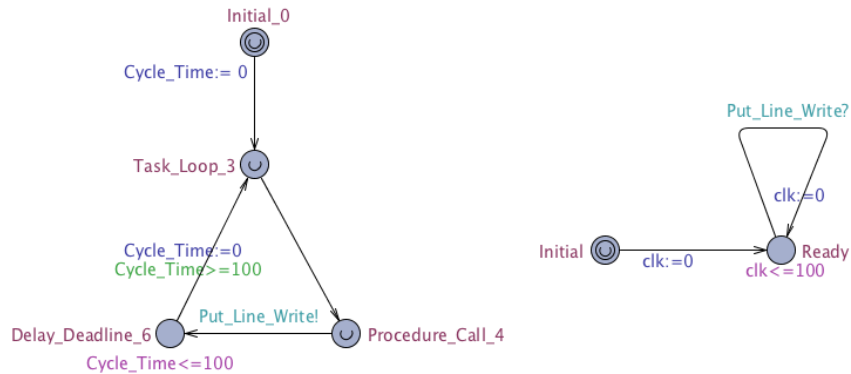 Initial_0
Cycle_Time:= 0
Task_Loop_3
Cycle_Time:=0
Cycle_Time>=100
Put_Line_Write!
Delay_Deadline_6
Procedure_Call_4
Cycle_Time<=100
Put_Line_Write?
clk:=0
Initial
Ready
clk:=0
clk<=100